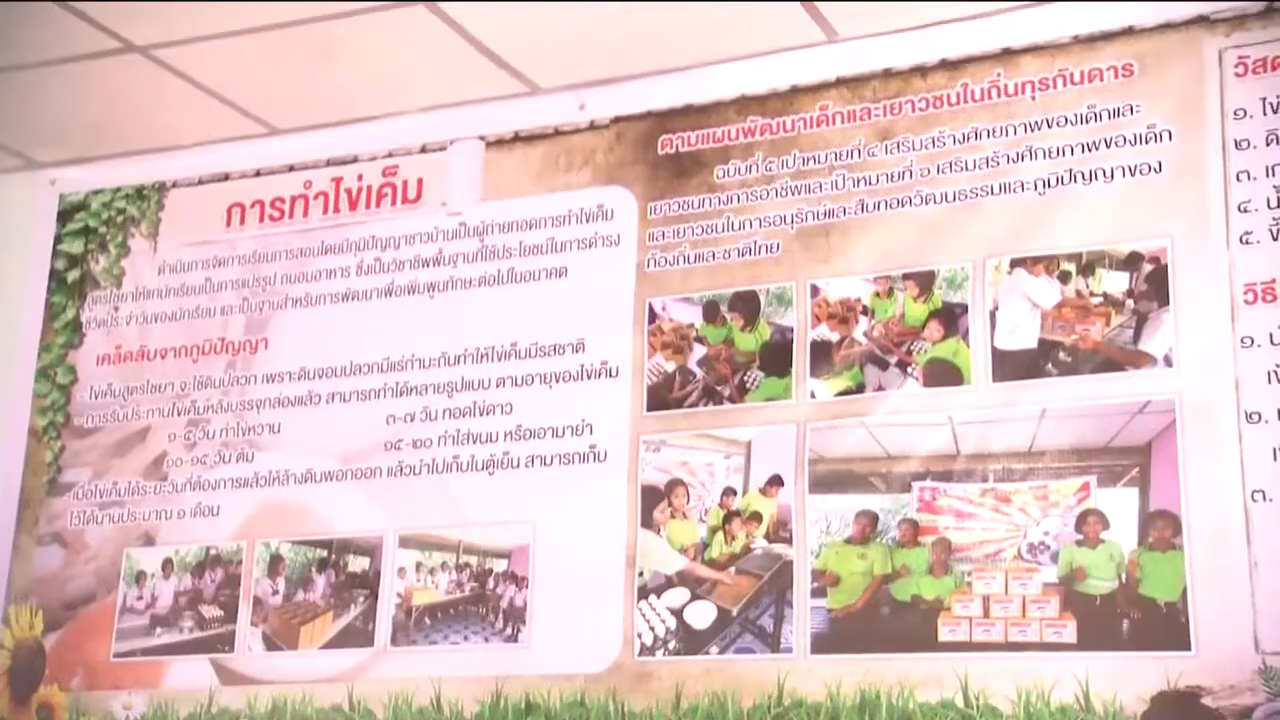 การทำไข่เค็ม
ดำเนินการจัดการเรียนการสอนโดยมีภูมิปัญญาชาวบ้านเป็นผู้ถ่ายทอดการทำไข่เค็ม
สูตรไชยาให้แก่นักเรียนเป็นการแปรรูป ถนอมอาหาร ซึ่งเป็นวิชาชีพพื้นฐานที่ใช้ประโยชน์ในการดำรง
ชีวิตประจำวันของนักเรียน และเป็นฐานสำหรับการพัฒนาเพื่อเพิ่มพูนทักษะต่อไปในอนาคต
เคล็ดลับจากภูมิปัญญา
- ไข่เค็มสูตรไชยา จะใช้ดินปลวก เพราะดินจอมปลวกมีแร่กำมะถันทำให้ไข่เค็มมีรสชาติ
- การรับประทานไข่เค็มหลังบรรจุกล่องแล้ว สามารถทำได้หลายรูปแบบ ตามอายุของไข่เค็ม
๑-๕ วัน ทำไข่หวาน ๓-๗ วัน ทอดไข่ดาว
๑๐-๑๕ วัน ต้ม ๑๕-๒๐ ทำไส่ขนม หรือเอามายำ
-เมื่อไข่เค็มได้ระยะวันที่ต้องการแล้วให้ล้างดินพอกออก แล้วนำไปเก็บในตู้เย็น สามารถเก็บ
ไว้ได้นานประมาณ ๑ เดือน
ตามแผนพัฒนาเด็กและเยาวชนในถิ่นทุรกันดาร
ฉบับที่ ๕ เป้าหมายที่ ๔ เสริมสร้างศักยภาพของเด็กและ
เยาวชนทางการอาชีพและเป้าหมายที่ ๖ เสริมสร้างศักยภาพของเด็ก
และเยาวชนในการอนุรักษ์และสืบทอดวัฒนธรรมและภูมิปัญญาของ
ท้องถิ่นและชาติไทย
วัสด
๑. ไข่
๒. ดิ
๓. เก
๔. น้
๕. ขี้
วิธี
๑. น
๒.
๓.